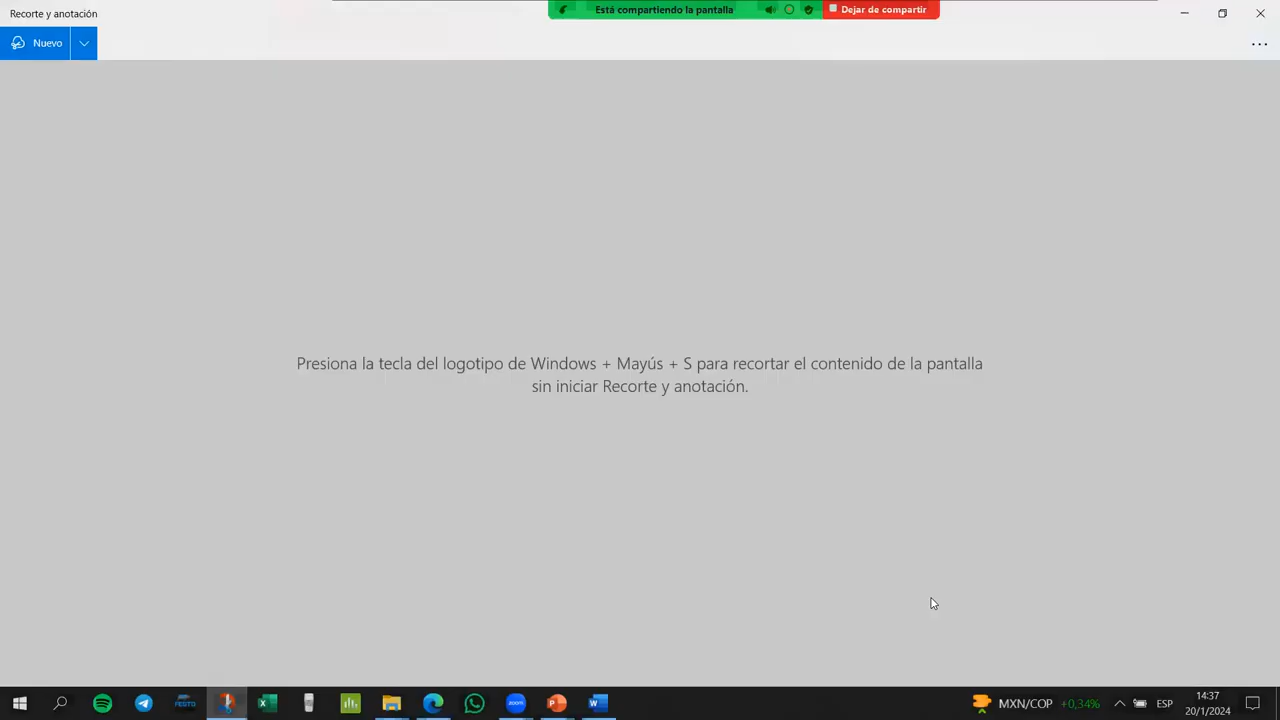 Recorte y anotación
Está compartiendo la pantalla
Dejar de compartir
Nuevo
Presiona la tecla del logotipo de Windows + Mayús + S para recortar el contenido de la pantalla
sin iniciar Recorte y anotación.
FESTO
zoom
MXN/COP +0,34%
ESP
14:37
20/1/2024